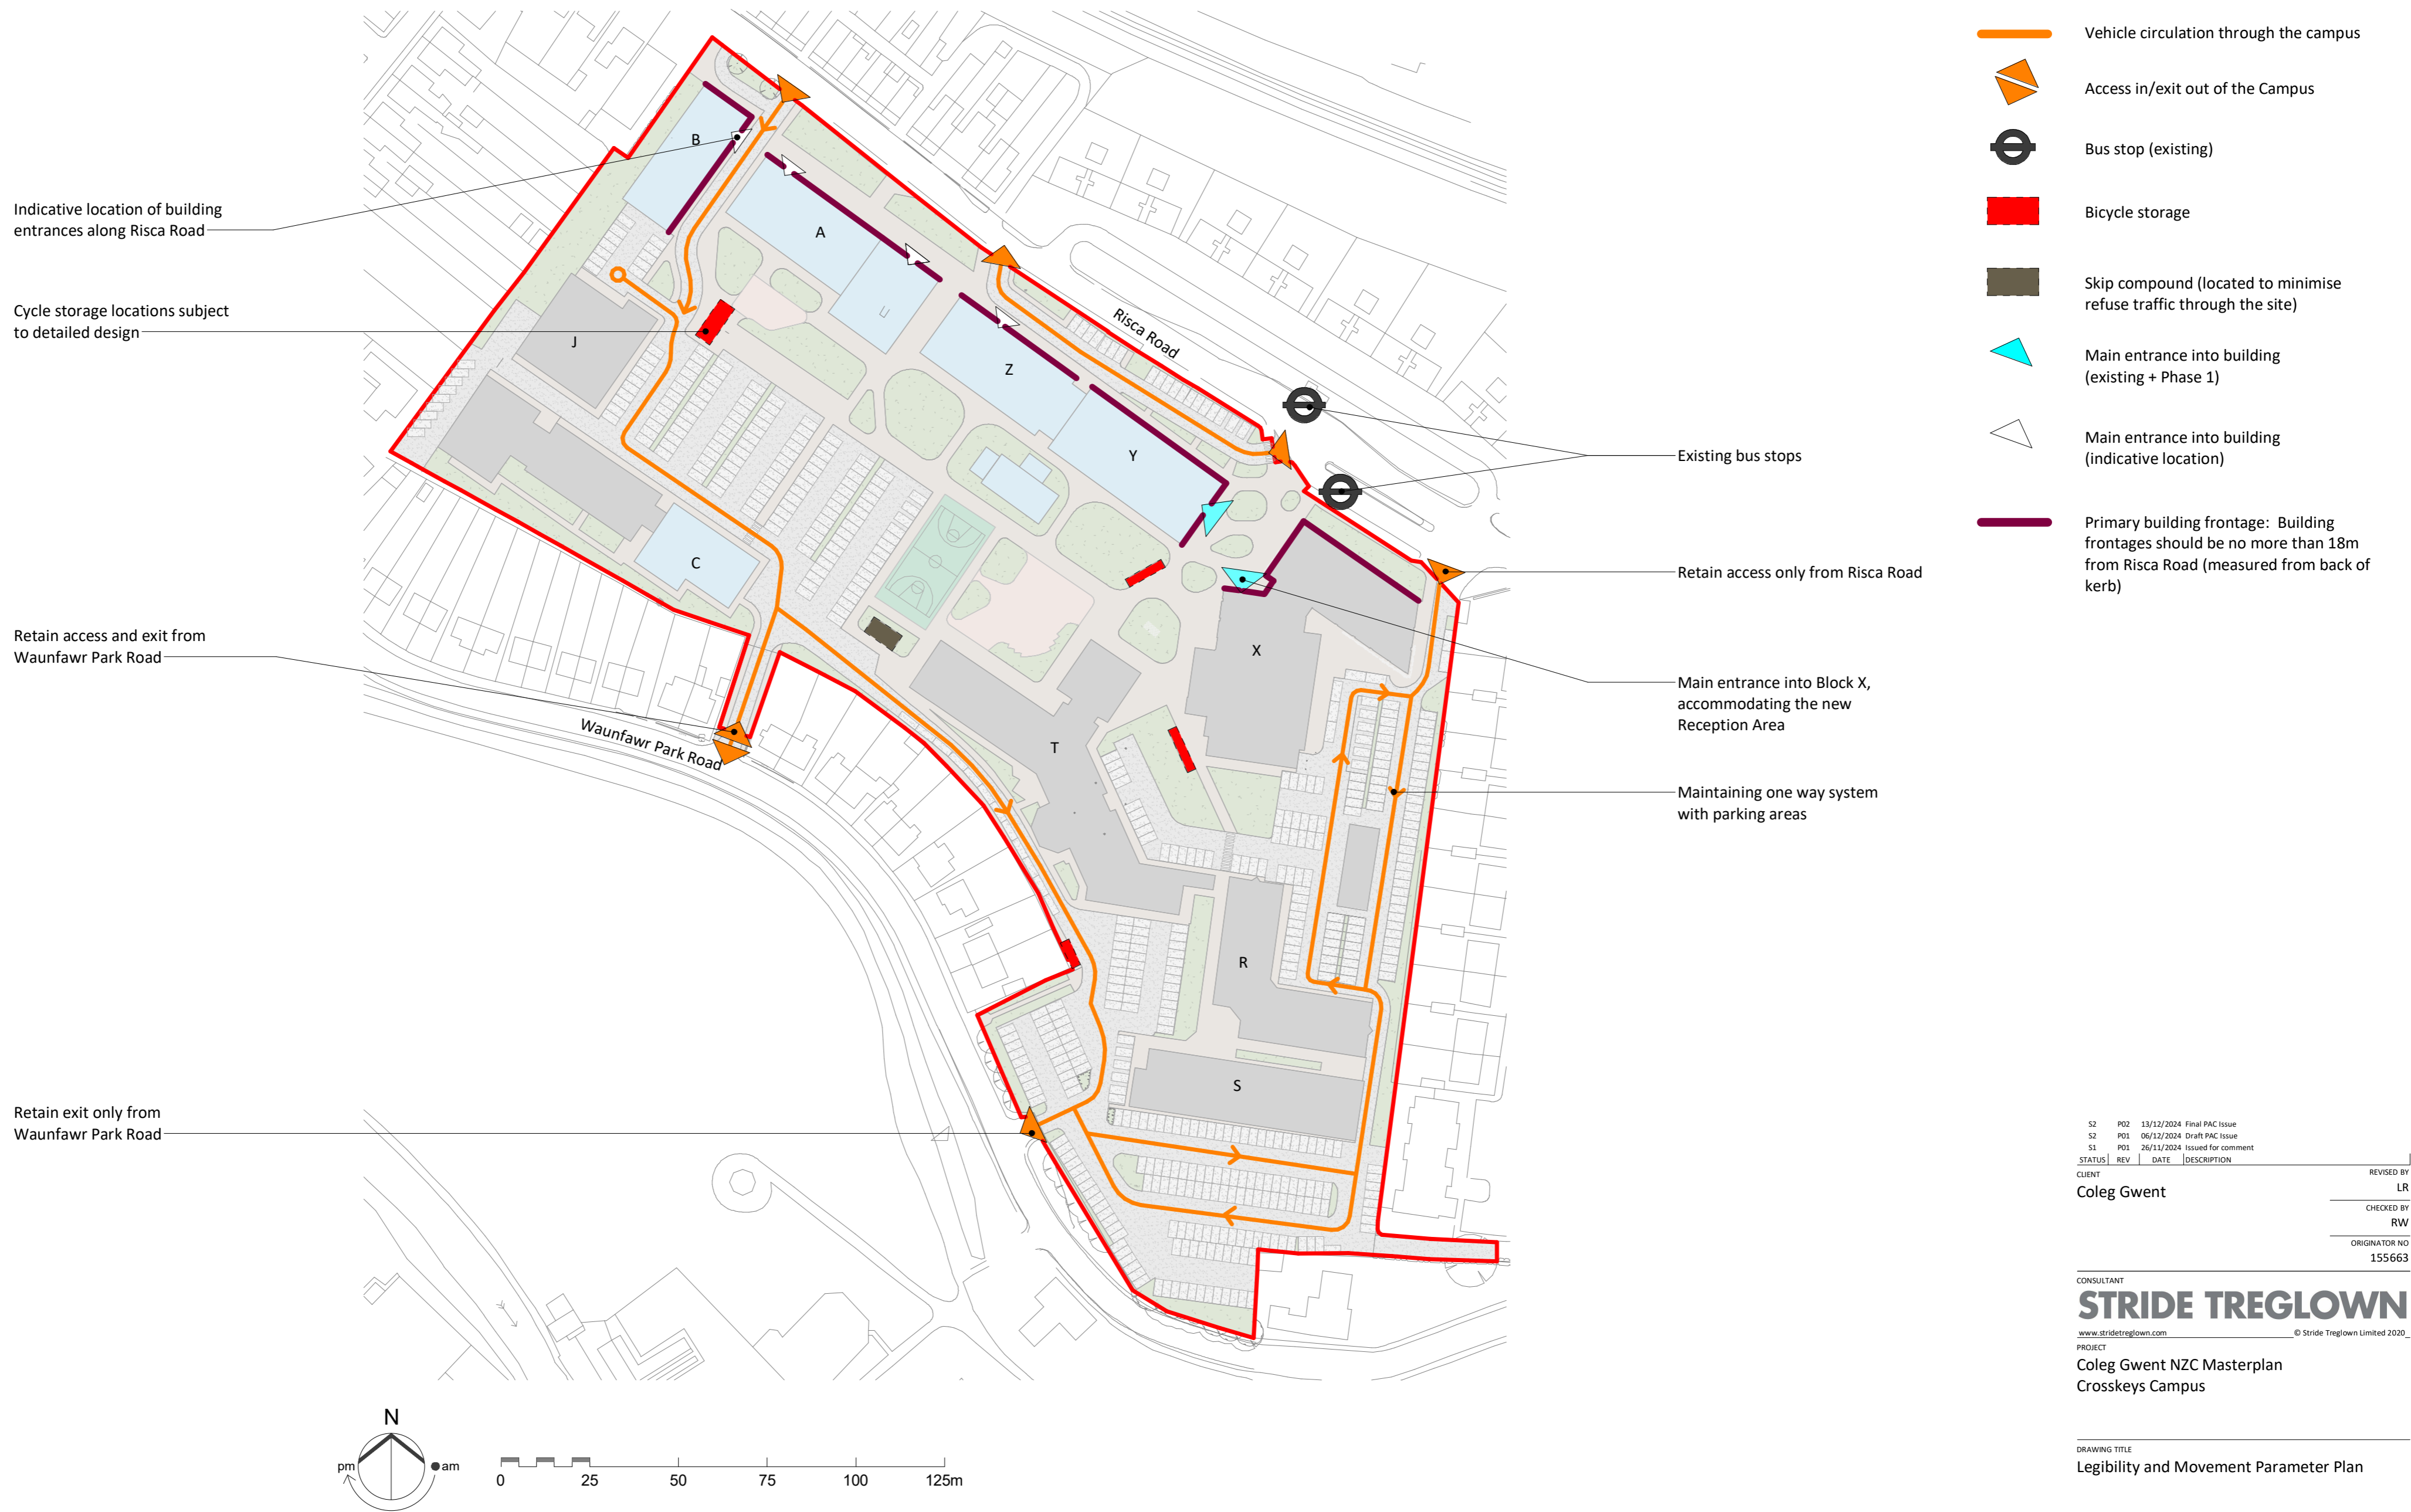 Vehicle circulation through the campus
Access in/exit out of the Campus
Bus stop (existing)
Bicycle storage
Skip compound (located to minimise
refuse traffic through the site)
Main entrance into building
(existing + Phase 1)
Main entrance into building
(indicative location)
Primary building frontage: Building
frontages should be no more than 18m
from Risca Road (measured from back of
kerb)
Indicative location of building
entrances along Risca Road
Cycle storage locations subject
to detailed design
Retain access and exit from
Waunfawr Park Road
Retain exit only from
Waunfawr Park Road
B
A
J
Z
Y
C
X
T
R
S
Risca Road
Waunfawr Park Road
Existing bus stops
Retain access only from Risca Road
Main entrance into Block X,
accommodating the new
Reception Area
Maintaining one way system
with parking areas
N
pm
am
0 25 50 75 100 125m
S2 P02 13/12/2024 Final PAC Issue
S2 P01 06/12/2024 Draft PAC Issue
S1 P01 26/11/2024 Issued for comment
STATUS REV DATE DESCRIPTION
CLIENT
Coleg Gwent
REVISED BY
LR
CHECKED BY
RW
ORIGINATOR NO
155663
CONSULTANT
STRIDE TREGLOWN
www.stridetreglown.com © Stride Treglown Limited 2020
PROJECT
Coleg Gwent NZC Masterplan
Crosskeys Campus
DRAWING TITLE
Legibility and Movement Parameter Plan